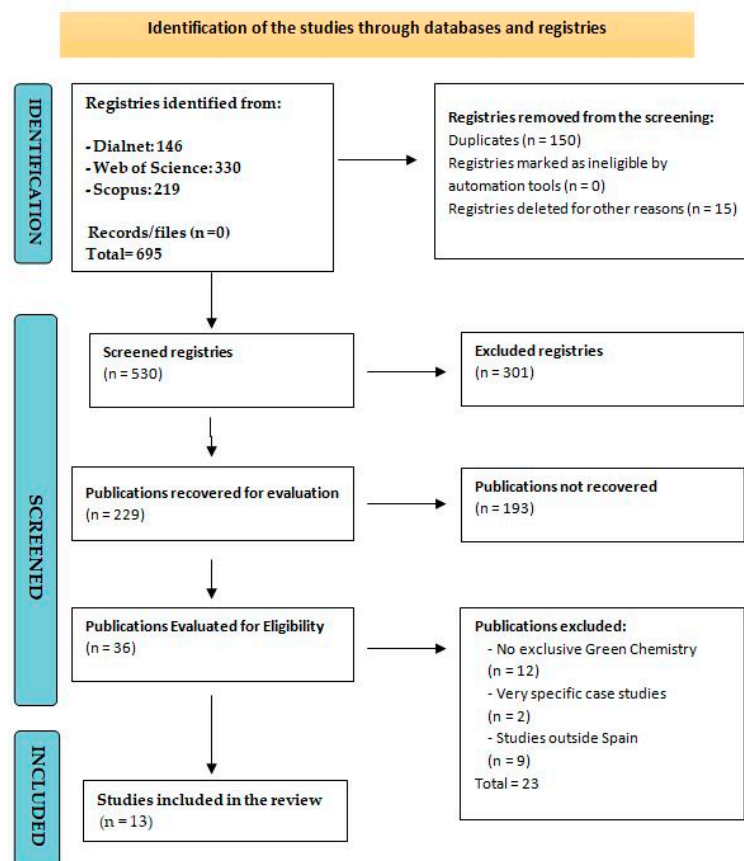 Identification of the studies through databases and registries
IDENTIFICATION
Registries identified from:
- Dialnet: 146
- Web of Science: 330
- Scopus: 219
Records/files (n =0)
Total= 695
Registries removed from the screening:
Duplicates (n = 150)
Registries marked as ineligible by
automation tools (n = 0)
Registries deleted for other reasons (n = 15)
SCREENED
Screened registries
(n = 530)
Excluded registries
(n = 301)
Publications recovered for evaluation
(n = 229)
Publications not recovered
(n = 193)
Publications Evaluated for Eligibility
(n = 36)
Publications excluded:
- No exclusive Green Chemistry
(n = 12)
- Very specific case studies
(n = 2)
- Studies outside Spain
(n = 9)
Total = 23
INCLUDED
Studies included in the review
(n = 13)